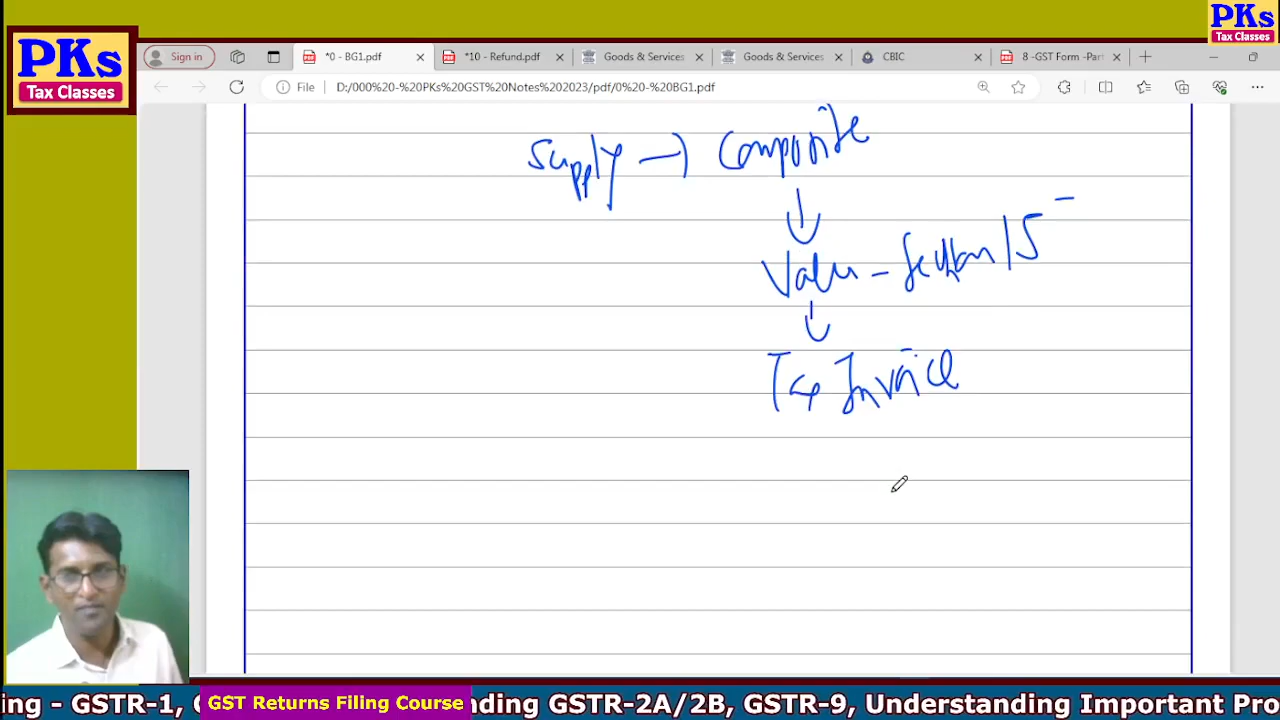 PKs
Tax Classes
PKs
Tax Classes
Sign in
*0 - BG1.pdf
*10 - Refund.pdf
Goods & Services
Goods & Services
CBIC
8 -GST Form -Part
File
D:/000%20-%20PKs%20GST%20Notes%202023/pdf/0%20-%20BG1.pdf
Supply → Composite
↓
Value - Section 15
↓
Tax Invoice
ing - GSTR-1, GST Returns Filing Course nding GSTR-2A/2B, GSTR-9, Understanding Important Pro